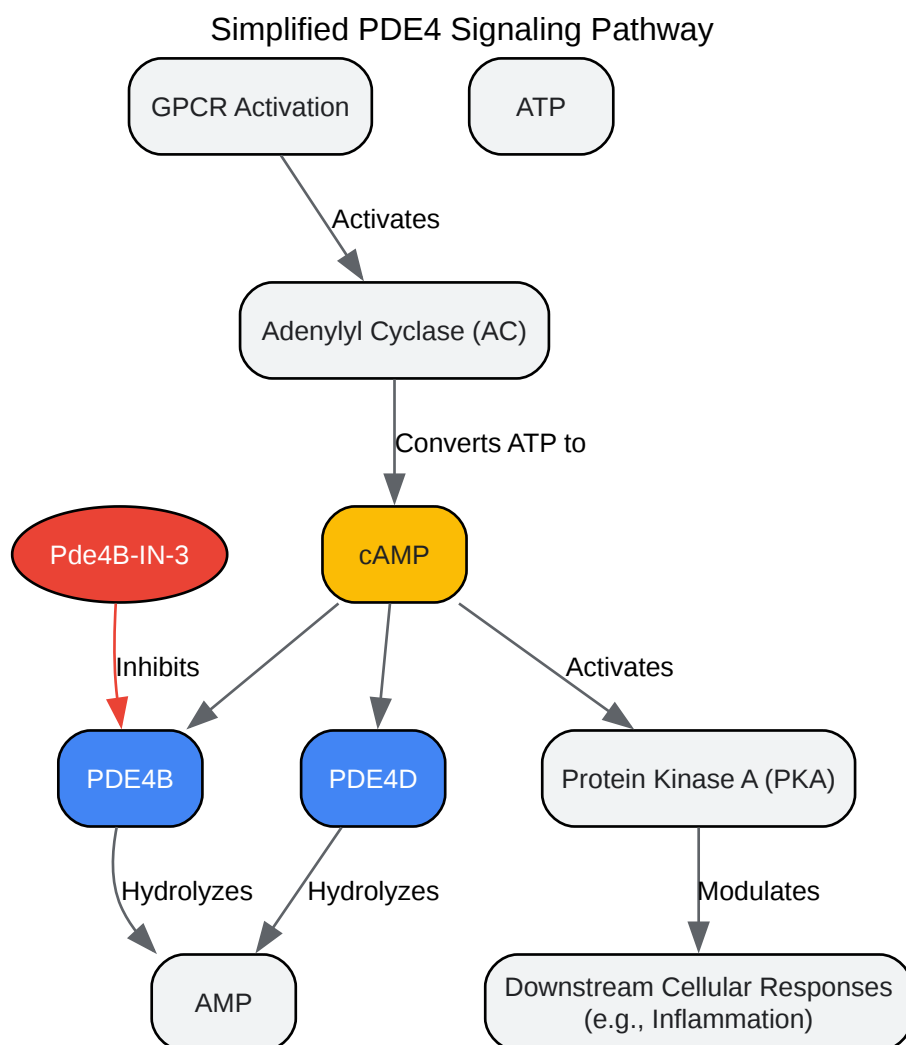 Simplified PDE4 Signaling Pathway
GPCR Activation
ATP
Activates
Adenylyl Cyclase (AC)
Converts ATP to
Pde4B-IN-3
cAMP
Inhibits
Activates
PDE4B
PDE4D
Protein Kinase A (PKA)
Hydrolyzes
Hydrolyzes
Modulates
AMP
Downstream Cellular Responses
(e.g., Inflammation)